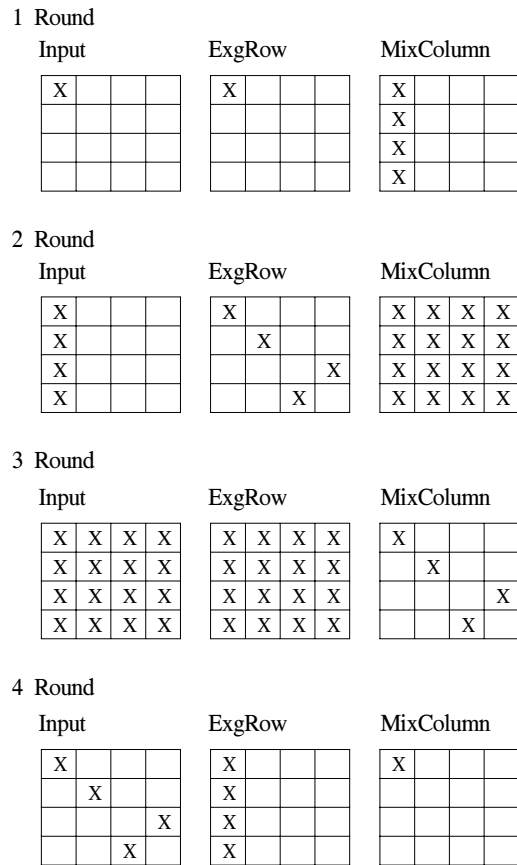 1 Round
Input ExgRow MixColumn
X X X
X
X
X
2 Round
Input ExgRow MixColumn
X X X X X X
X X X X X X
X X X X X X
X X X X X X
3 Round
Input ExgRow MixColumn
X X X X X X X X X
X X X X X X X X X
X X X X X X X X X
X X X X X X X X X
4 Round
Input ExgRow MixColumn
X X X
X X
X X
X X